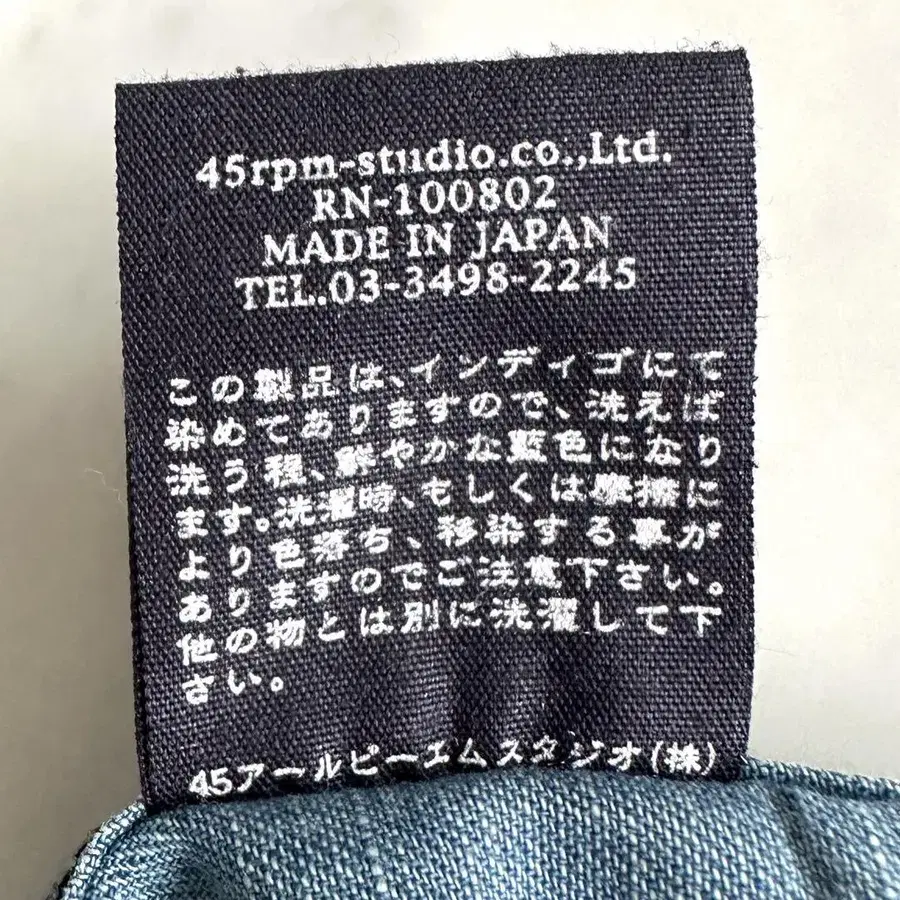 45rpm-studio.co.,Ltd.
RN-100802
MADE IN JAPAN
TEL.03-3498-2245
この製品は、インディゴにて
染めてありますので、洗えば
洗う程、鮮やかな藍色になり
ます。洗濯時、もしくは摩擦に
より色落ち、移染する事が
ありますのでご注意下さい。
他の物とは別に洗濯して下
さい。
45アールピーエムスタジオ(株)